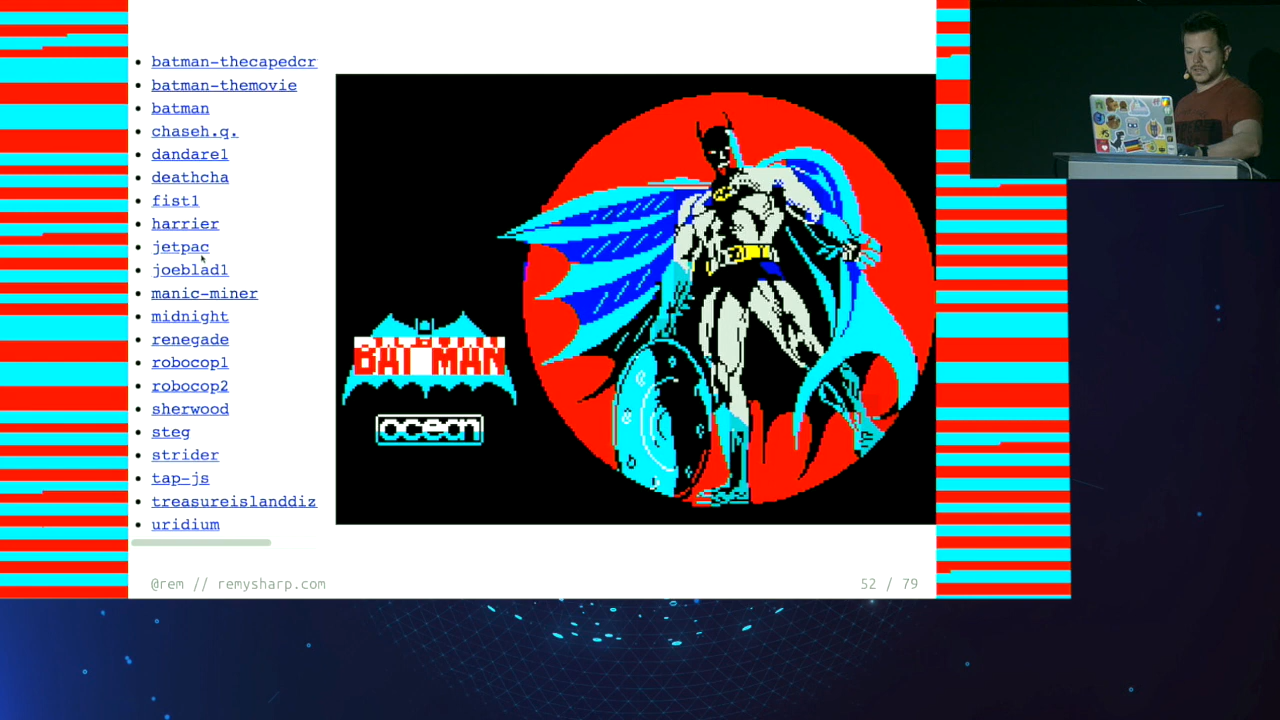 batman-thecapedcr
batman-themovie
batman
chaseh.q.
dandare1
deathcha
fist1
harrier
jetpac
joeblad1
manic-miner
midnight
renegade
robocop1
robocop2
sherwood
steg
strider
tap-js
treasureislanddiz
uridium
BATMAN
ocean
@rem // remysharp.com
52 / 79